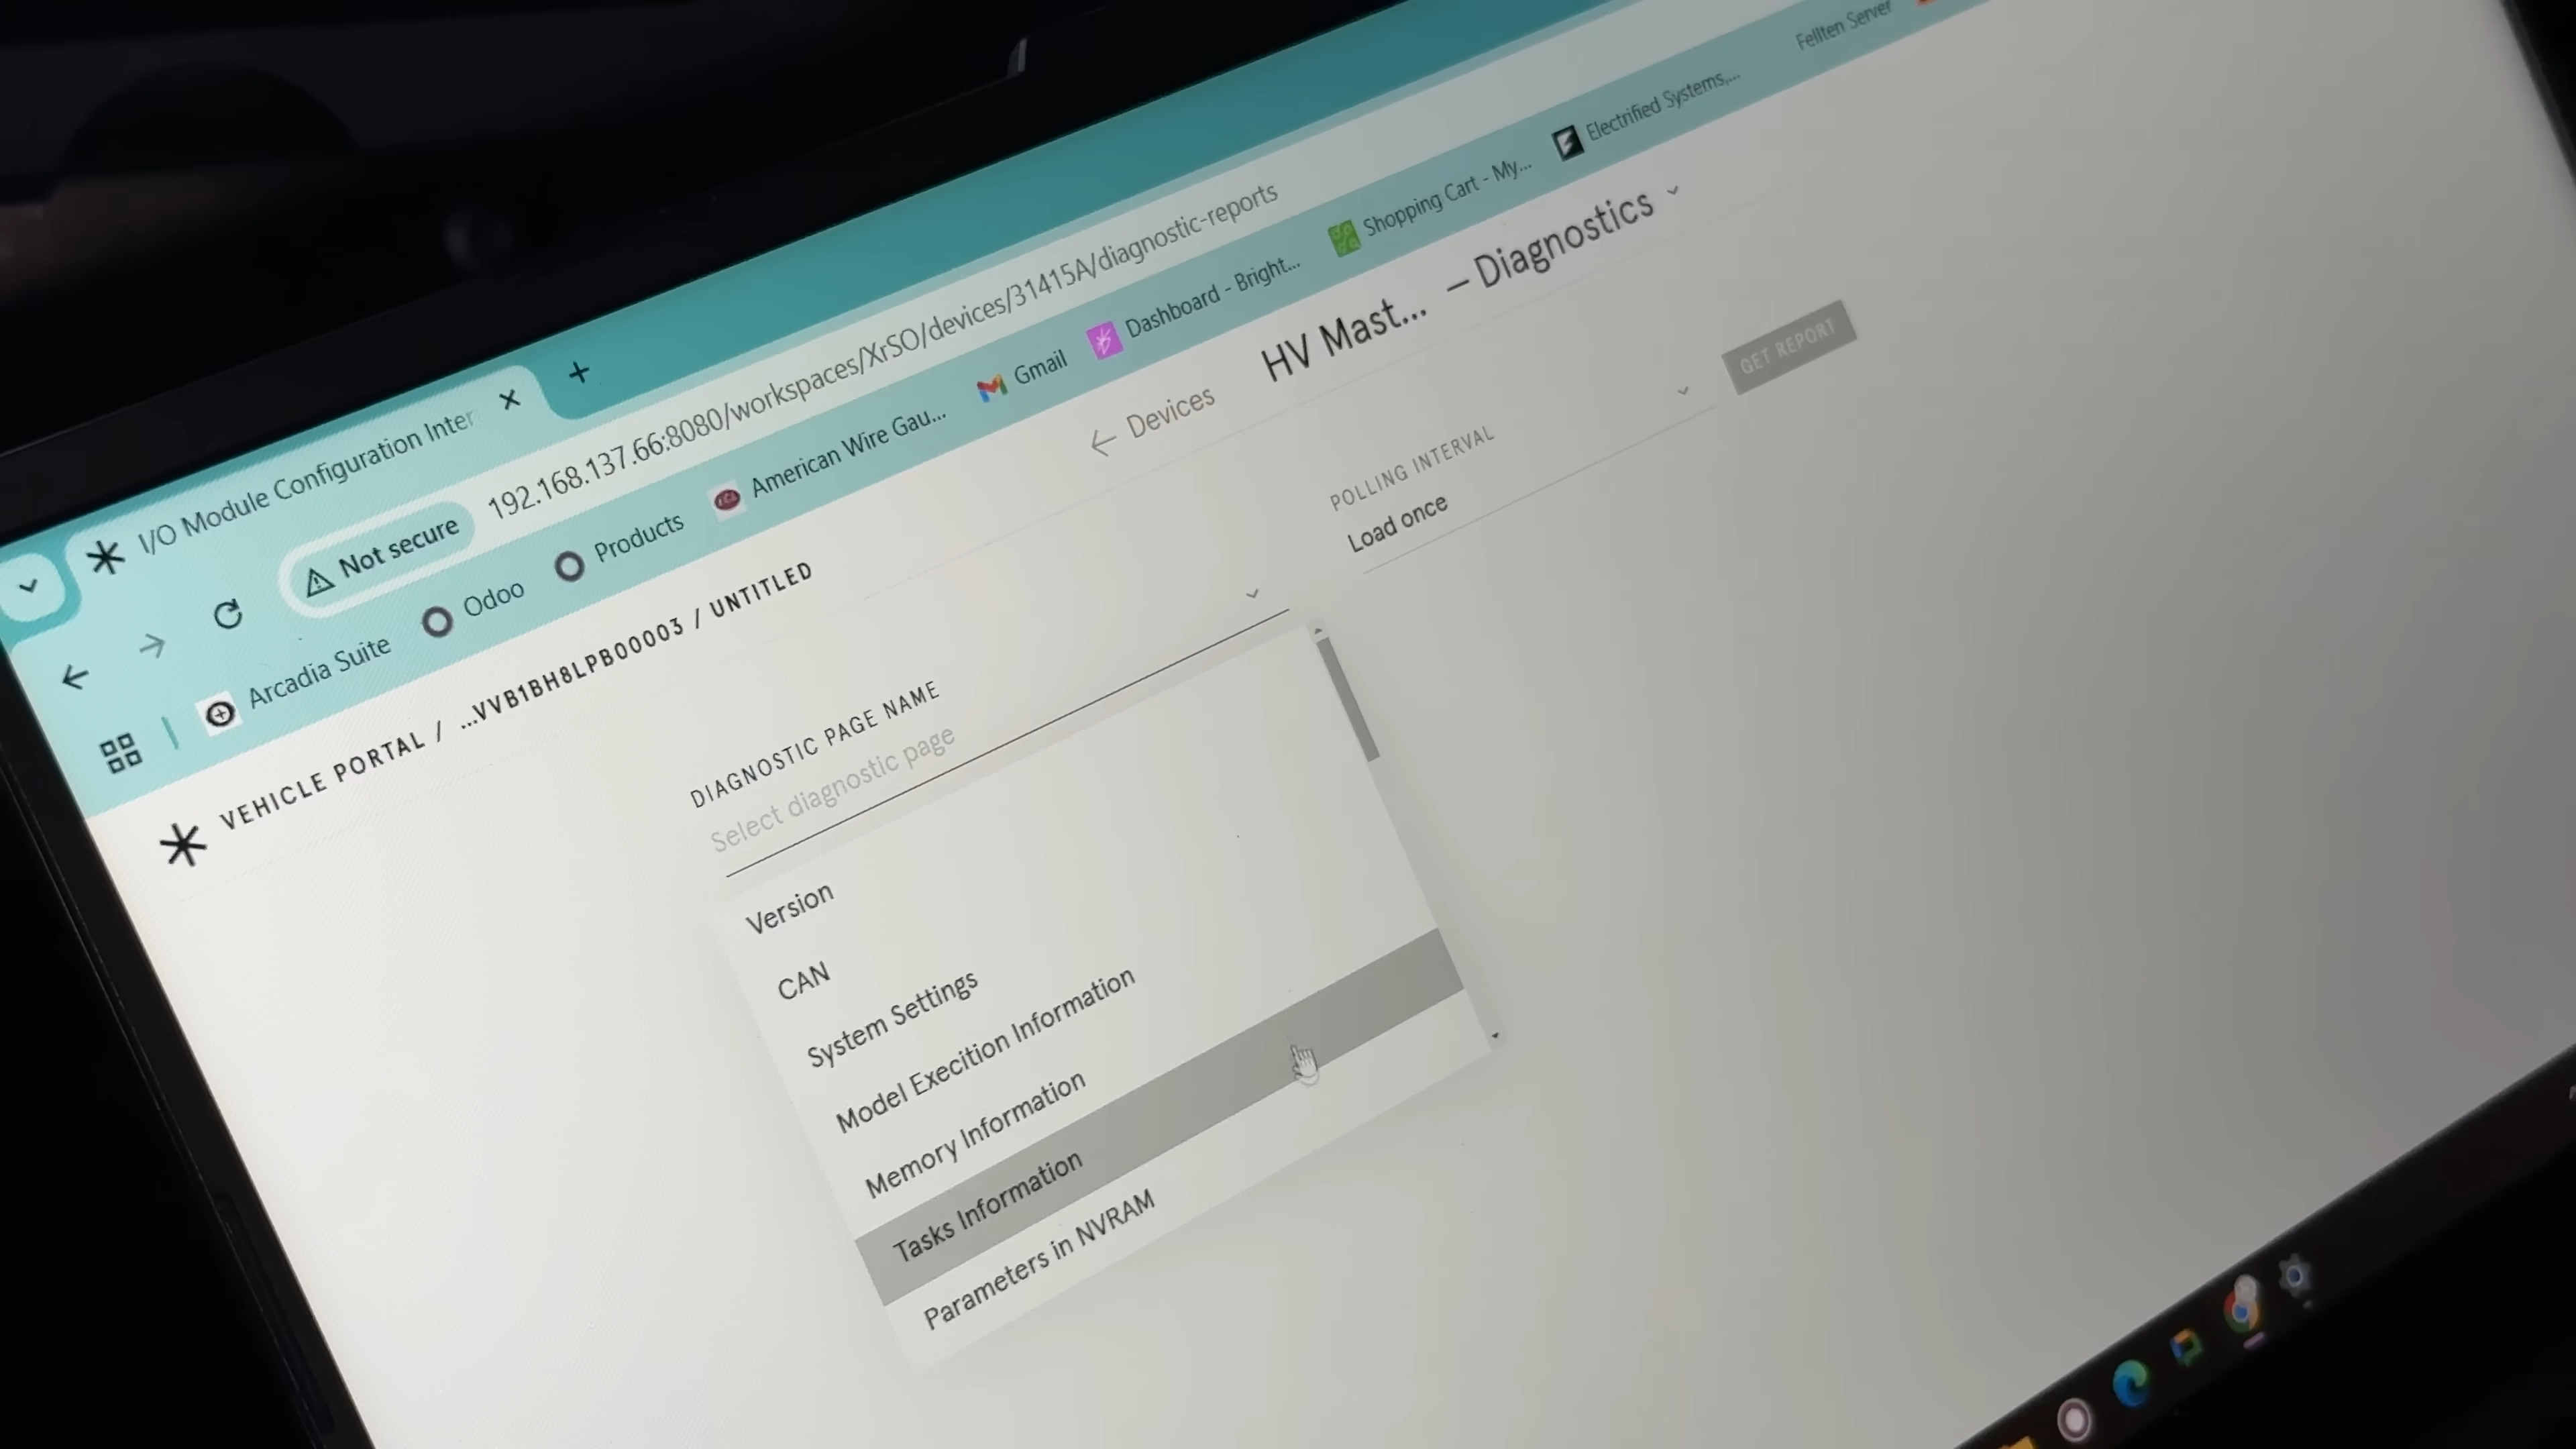 I/O Module Configuration Inter
Not secure
192.168.137.66:8080/workspaces/XrSO/devices/31415A/diagnostic-reports
Arcadia Suite
Odoo
Products
American Wire Gau...
Gmail
Dashboard - Bright...
Shopping Cart - My...
Electrified Systems,...
Fellten Server
VEHICLE PORTAL / ...VVB1BH8LPB00003 / UNTITLED
← Devices
HV Mast... – Diagnostics
DIAGNOSTIC PAGE NAME
Select diagnostic page
POLLING INTERVAL
Load once
GET REPORT
Version
CAN
System Settings
Model Execition Information
Memory Information
Tasks Information
Parameters in NVRAM